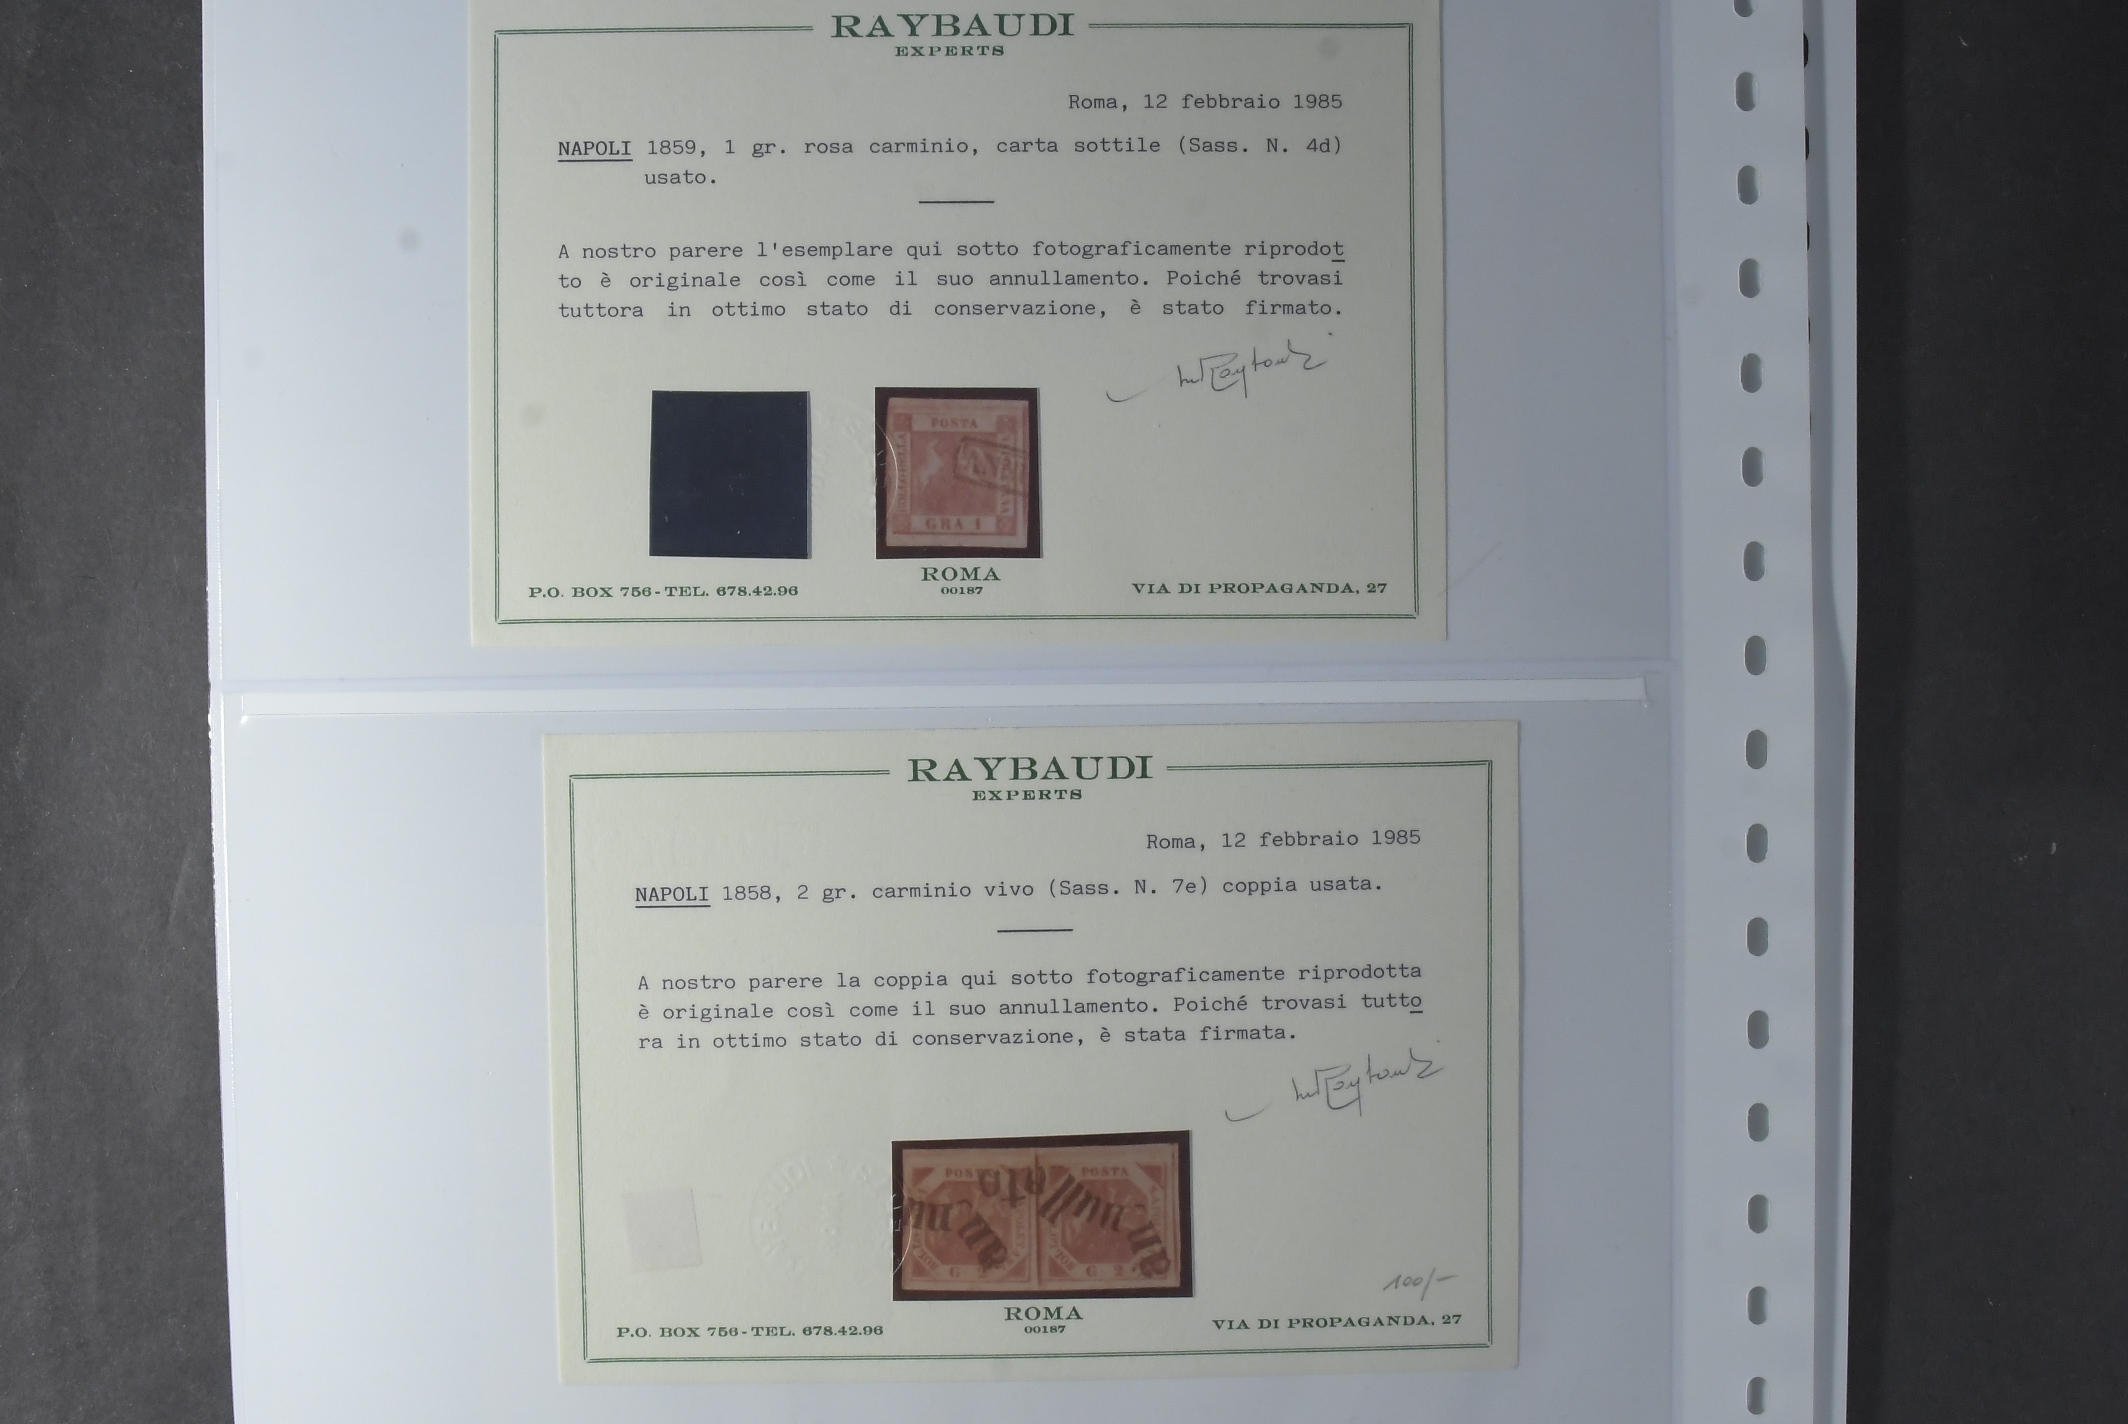 RAYBAUDI
EXPERTS
Roma, 12 febbraio 1985
NAPOLI 1859, 1 gr. rosa carminio, carta sottile (Sass. N. 4d)
usato.
A nostro parere l'esemplare qui sotto fotograficamente riprodot
to è originale così come il suo annullamento. Poiché trovasi
tuttora in ottimo stato di conservazione, è stato firmato.
POSTA
GRA 1
ROMA
00187
P.O. BOX 756-TEL. 678.42.96
VIA DI PROPAGANDA, 27
RAYBAUDI
EXPERTS
Roma, 12 febbraio 1985
NAPOLI 1858, 2 gr. carminio vivo (Sass. N. 7e) coppia usata.
A nostro parere la coppia qui sotto fotograficamente riprodotta
è originale così come il suo annullamento. Poiché trovasi tutto
ra in ottimo stato di conservazione, è stata firmata.
POSTA POSTA
annullato
G 2 G 2
100/-
ROMA
00187
P.O. BOX 756-TEL. 678.42.96
VIA DI PROPAGANDA, 27